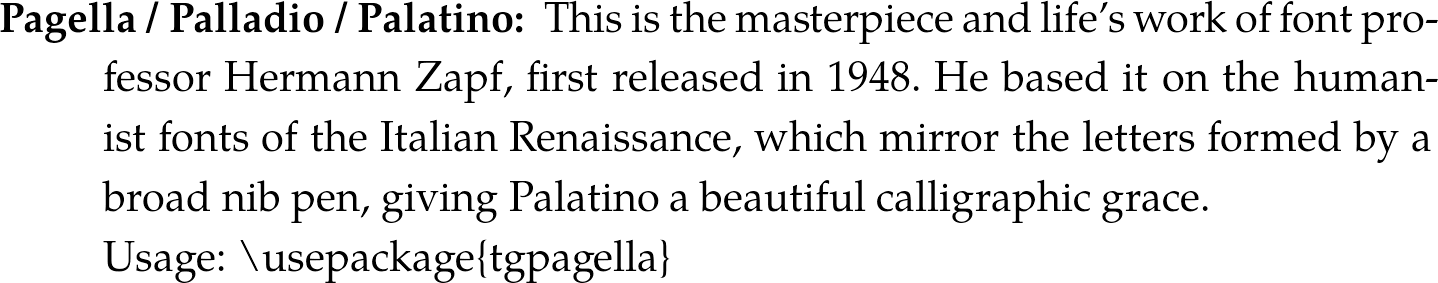 Pagella / Palladio / Palatino: This is the masterpiece and life’s work of font pro-
fessor Hermann Zapf, first released in 1948. He based it on the human-
ist fonts of the Italian Renaissance, which mirror the letters formed by a
broad nib pen, giving Palatino a beautiful calligraphic grace.
Usage: \usepackage{tgpagella}